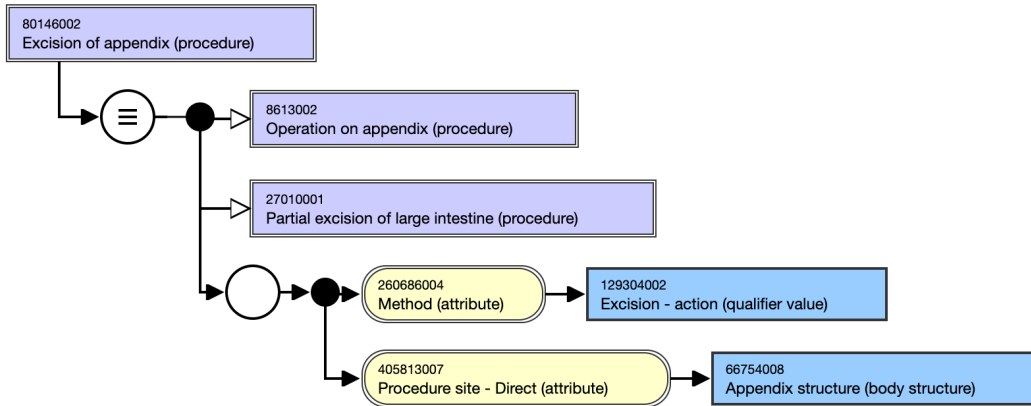 80146002
Excision of appendix (procedure)
8613002
Operation on appendix (procedure)
27010001
Partial excision of large intestine (procedure)
260686004
Method (attribute)
129304002
Excision - action (qualifier value)
405813007
Procedure site - Direct (attribute)
66754008
Appendix structure (body structure)